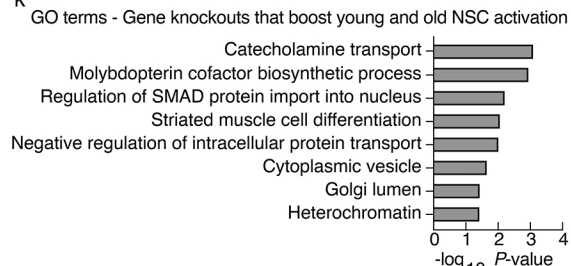 GO terms - Gene knockouts that boost young and old NSC activation
Catecholamine transport
Molybdopterin cofactor biosynthetic process
Regulation of SMAD protein import into nucleus
Striated muscle cell differentiation
Negative regulation of intracellular protein transport
Cytoplasmic vesicle
Golgi lumen
Heterochromatin
0 1 2 3 4
-log10 P-value